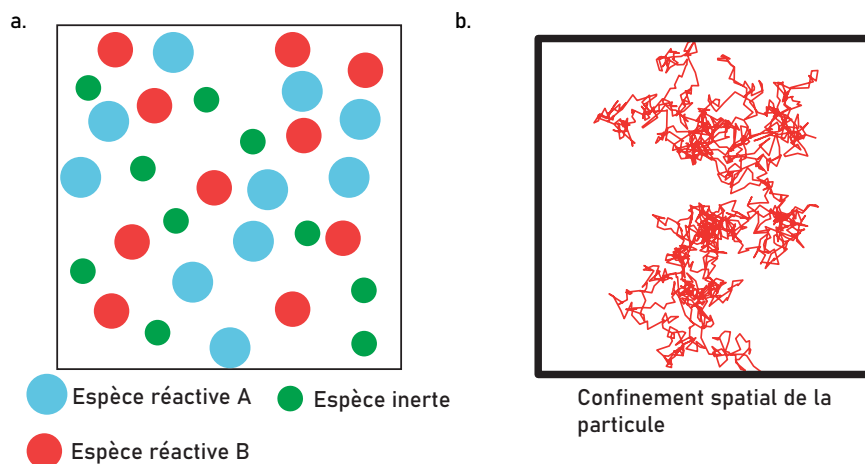 a.
b.
Espèce réactive A
Espèce inerte
Espèce réactive B
Confinement spatial de la
particule